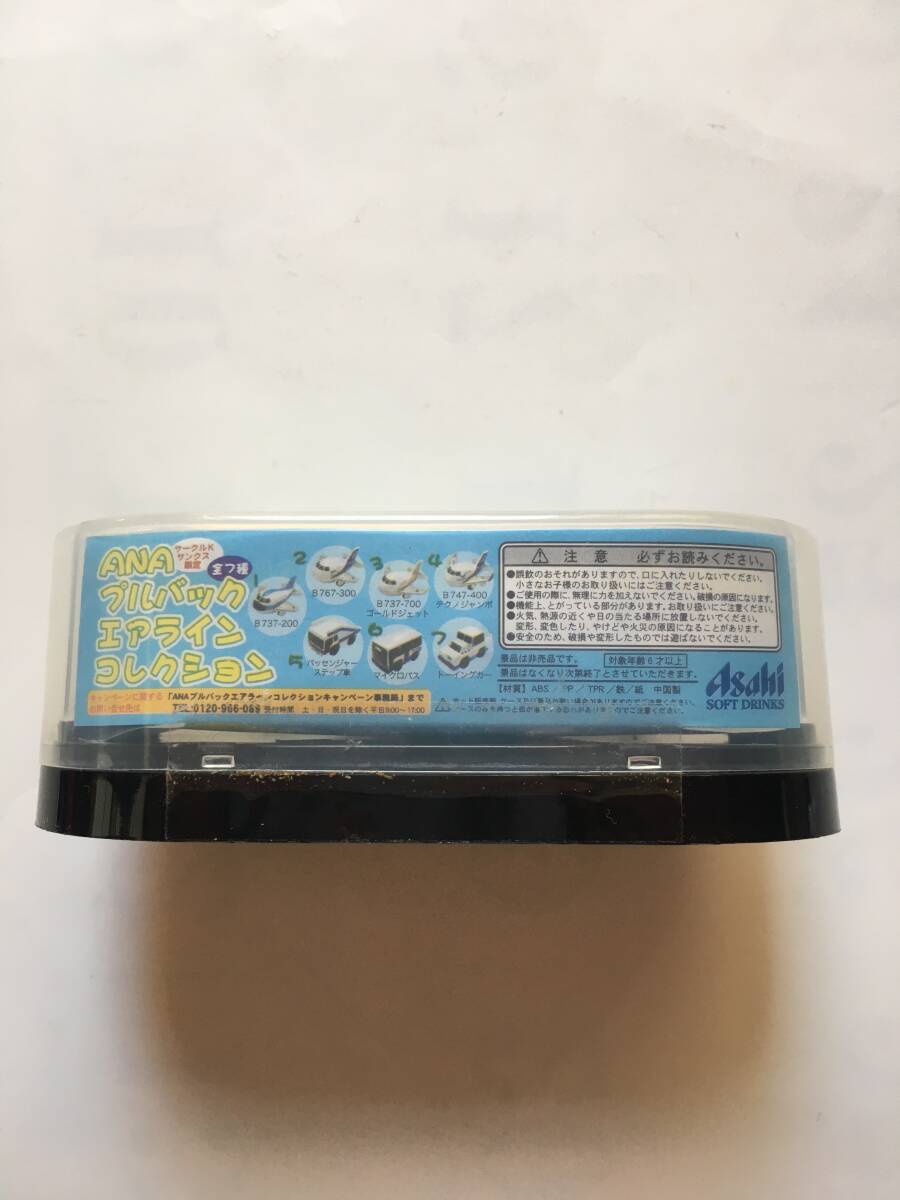 ANA
サークルK
サンクス
限定
全7種
プルバック
エアライン
コレクション
1
B737-200
2
B767-300
3
B737-700
ゴールドジェット
4
B747-400
テクノジャンボ
5
パッセンジャー
ステップ車
6
マイクロバス
7
トーイングカー
キャンペーンに関する
お問い合せ先は
「ANAプルバックエアラインコレクションキャンペーン事務局」まで
TEL:0120-966-089 受付時間 土・日・祝日を除く平日9:00〜17:00
⚠ 注意 必ずお読みください。
●誤飲のおそれがありますので、口に入れたりしないでください。
小さなお子様のお取り扱いにはご注意ください。
●ご使用の際に、無理に力を加えないでください。破損の原因になります。
●機能上、とがっている部分があります。お取り扱いにご注意ください。
●火気、熱源の近くや日の当たる場所に放置しないでください。
変形、変色したり、やけどや火災の原因になることがあります。
●安全のため、破損や変形したものでは遊ばないでください。
景品は非売品です。 対象年齢6才以上
景品はなくなり次第終了とさせていただきます。
【材質】ABS/PP/TPR/鉄/紙 中国製
Asahi
SOFT DRINKS